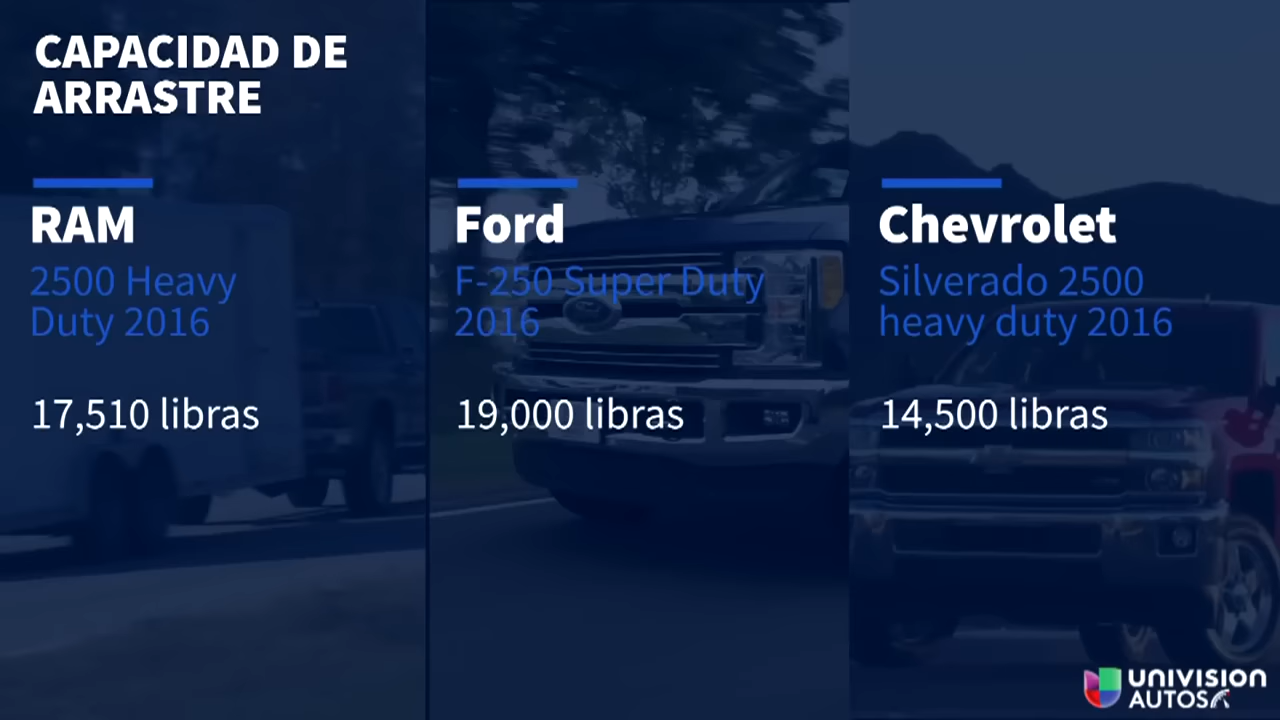 CAPACIDAD DE
ARRASTRE
RAM
2500 Heavy
Duty 2016
17,510 libras
Ford
F-250 Super Duty
2016
19,000 libras
Chevrolet
Silverado 2500
heavy duty 2016
14,500 libras
UNIVISION
AUTOS